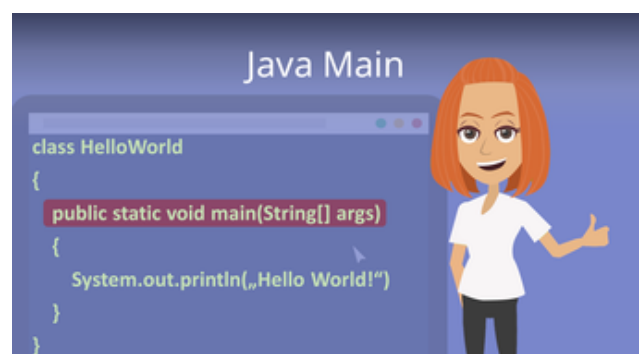 Java Main
class HelloWorld
{
public static void main(String[] args)
{
System.out.println(„Hello World!“)
}
}